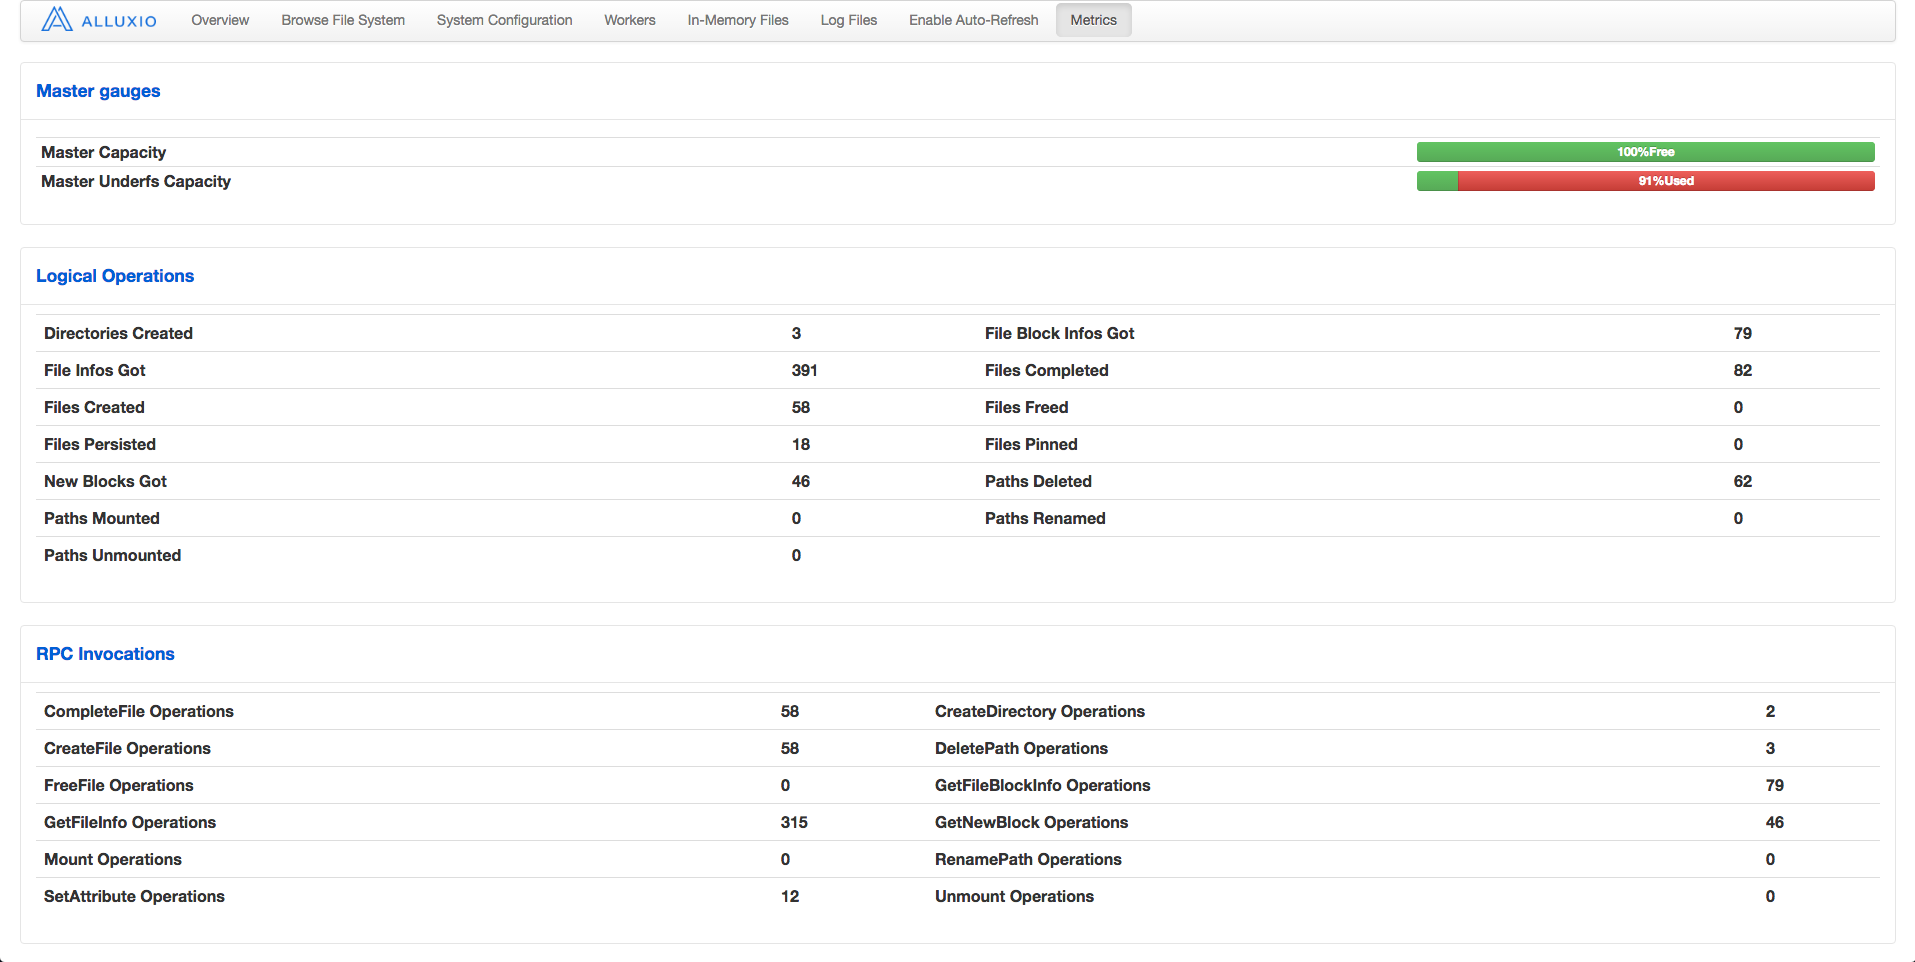 ALLUXIO Overview Browse File System System Configuration Workers In-Memory Files Log Files Enable Auto-Refresh Metrics
Master gauges
Master Capacity 100%Free
Master Underfs Capacity 91%Used
Logical Operations
Directories Created 3 File Block Infos Got 79
File Infos Got 391 Files Completed 82
Files Created 58 Files Freed 0
Files Persisted 18 Files Pinned 0
New Blocks Got 46 Paths Deleted 62
Paths Mounted 0 Paths Renamed 0
Paths Unmounted 0
RPC Invocations
CompleteFile Operations 58 CreateDirectory Operations 2
CreateFile Operations 58 DeletePath Operations 3
FreeFile Operations 0 GetFileBlockInfo Operations 79
GetFileInfo Operations 315 GetNewBlock Operations 46
Mount Operations 0 RenamePath Operations 0
SetAttribute Operations 12 Unmount Operations 0